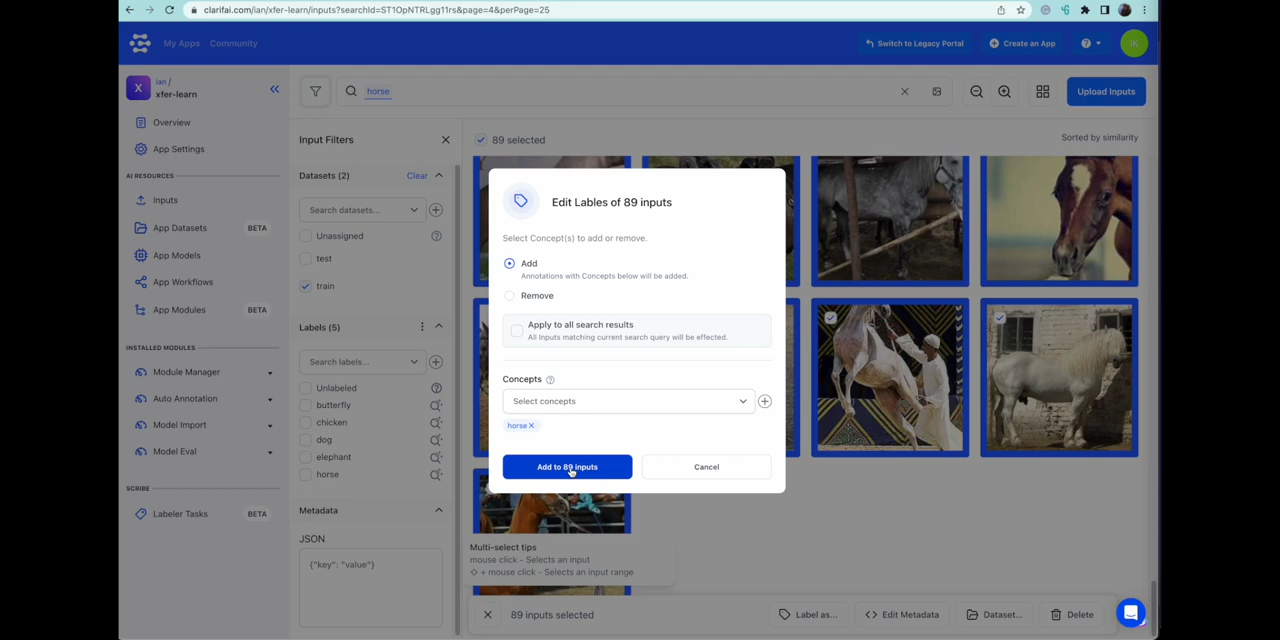 clarifai.com/ian/xfer-learn/inputs?searchId=ST1OpNTRLgg11rs&page=4&perPage=25
My Apps
Community
Switch to Legacy Portal
Create an App
IK
X
ian /
xfer-learn
Overview
App Settings
AI RESOURCES
Inputs
App Datasets
BETA
App Models
App Workflows
App Modules
BETA
INSTALLED MODULES
Module Manager
Auto Annotation
Model Import
Model Eval
SCRIBE
Labeler Tasks
BETA
horse
Upload Inputs
Input Filters
Datasets (2)
Clear
Search datasets...
Unassigned
test
train
Labels (5)
Search labels...
Unlabeled
butterfly
chicken
dog
elephant
horse
Metadata
JSON
{"key": "value"}
89 selected
Sorted by similarity
Edit Lables of 89 inputs
Select Concept(s) to add or remove.
Add
Annotations with Concepts below will be added.
Remove
Apply to all search results
All Inputs matching current search query will be effected.
Concepts
Select concepts
horse
Add to 89 inputs
Cancel
Multi-select tips
mouse click - Selects an input
+ mouse click - Selects an input range
89 inputs selected
Label as...
Edit Metadata
Dataset...
Delete